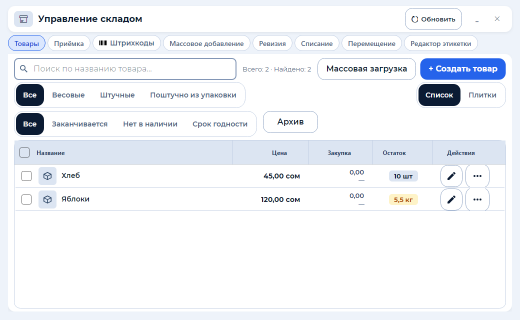 Управление складом
Обновить
Товары Приёмка Штрихкоды Массовое добавление Ревизия Списание Перемещение Редактор этикетки
Поиск по названию товара... Всего: 2 · Найдено: 2 Массовая загрузка + Создать товар
Все Весовые Штучные Поштучно из упаковки Список Плитки
Все Заканчивается Нет в наличии Срок годности Архив
Название Цена Закупка Остаток Действия
Хлеб 45,00 сом 0,00 — 10 шт
Яблоки 120,00 сом 0,00 — 5,5 кг